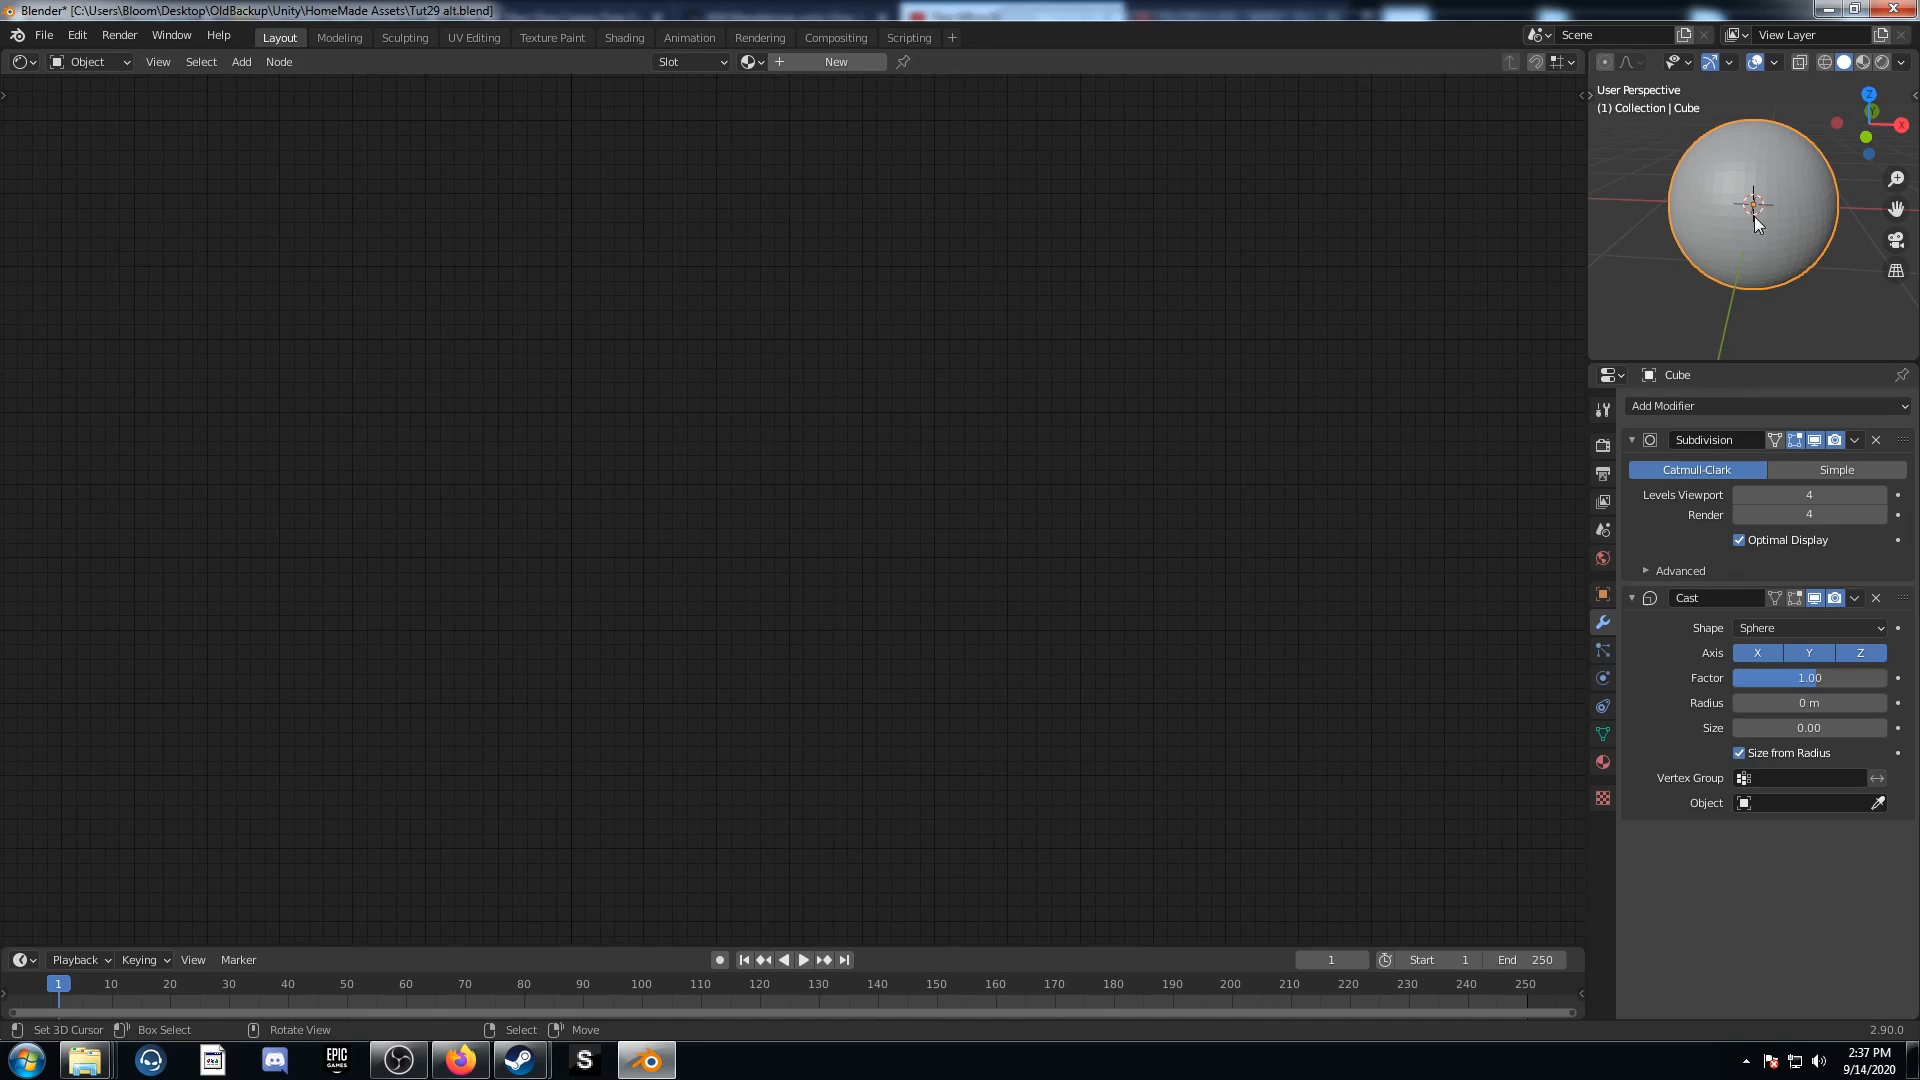 Blender* [C:\Users\Bloom\Desktop\OldBackup\Unity\HomeMade Assets\Tut29 alt.blend]
File Edit Render Window Help Layout Modeling Sculpting UV Editing Texture Paint Shading Animation Rendering Compositing Scripting + Scene View Layer
Object View Select Add Node Slot New
User Perspective
(1) Collection | Cube
Z
Y
X
Cube
Add Modifier
Subdivision
Catmull-Clark Simple
Levels Viewport 4
Render 4
Optimal Display
Advanced
Cast
Shape Sphere
Axis X Y Z
Factor 1.00
Radius 0 m
Size 0.00
Size from Radius
Vertex Group
Object
Playback Keying View Marker 1 Start 1 End 250
1 10 20 30 40 50 60 70 80 90 100 110 120 130 140 150 160 170 180 190 200 210 220 230 240 250
Set 3D Cursor Box Select Rotate View Select Move 2.90.0
EPIC GAMES
S
2:37 PM
9/14/2020